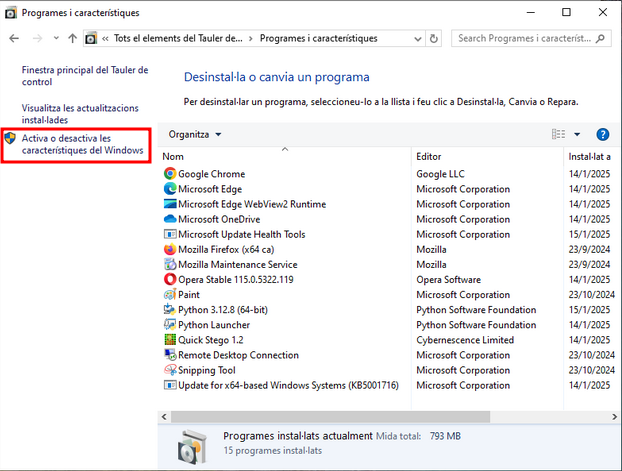 Programes i característiques
« Tots el elements del Tauler de... > Programes i característiques
Search Programes i característ...
Finestra principal del Tauler de
control
Visualitza les actualitzacions
instal·lades
Activa o desactiva les
característiques del Windows
Desinstal·la o canvia un programa
Per desinstal·lar un programa, seleccioneu-lo a la llista i feu clic a Desinstal·la, Canvia o Repara.
Organitza
Nom Editor Instal·lat a
Google Chrome Google LLC 14/1/2025
Microsoft Edge Microsoft Corporation 14/1/2025
Microsoft Edge WebView2 Runtime Microsoft Corporation 14/1/2025
Microsoft OneDrive Microsoft Corporation 14/1/2025
Microsoft Update Health Tools Microsoft Corporation 15/1/2025
Mozilla Firefox (x64 ca) Mozilla 23/9/2024
Mozilla Maintenance Service Mozilla 23/9/2024
Opera Stable 115.0.5322.119 Opera Software 14/1/2025
Paint Microsoft Corporation 23/10/2024
Python 3.12.8 (64-bit) Python Software Foundation 15/1/2025
Python Launcher Python Software Foundation 14/1/2025
Quick Stego 1.2 Cybernescence Limited 14/1/2025
Remote Desktop Connection Microsoft Corporation 23/10/2024
Snipping Tool Microsoft Corporation 23/10/2024
Update for x64-based Windows Systems (KB5001716) Microsoft Corporation 14/1/2025
Programes instal·lats actualment Mida total: 793 MB
15 programes instal·lats